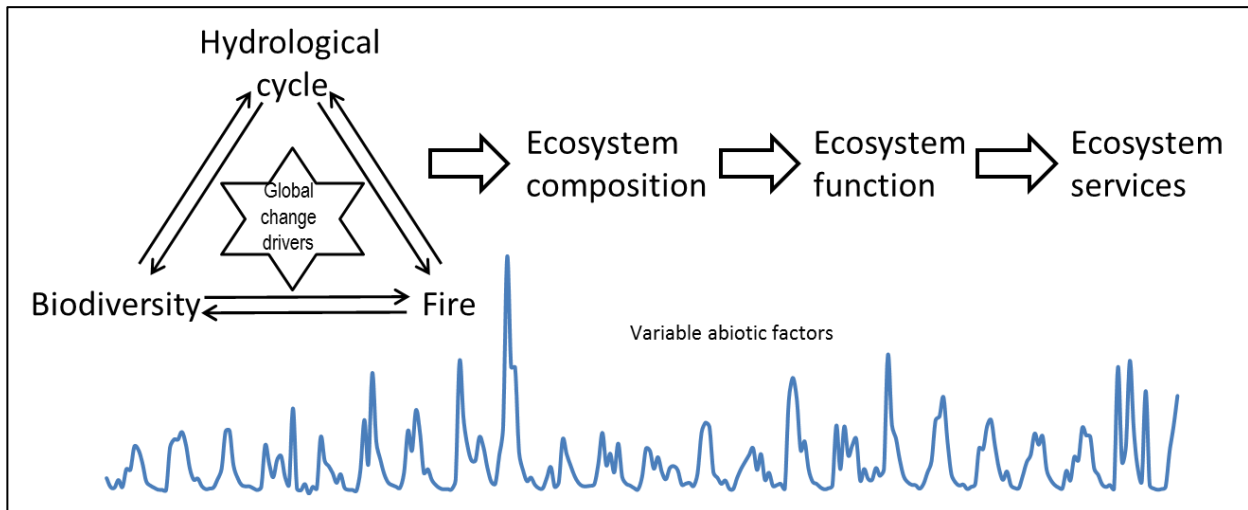 Hydrological
cycle
Global
change
drivers
Biodiversity
Fire
Ecosystem
composition
Ecosystem
function
Ecosystem
services
Variable abiotic factors